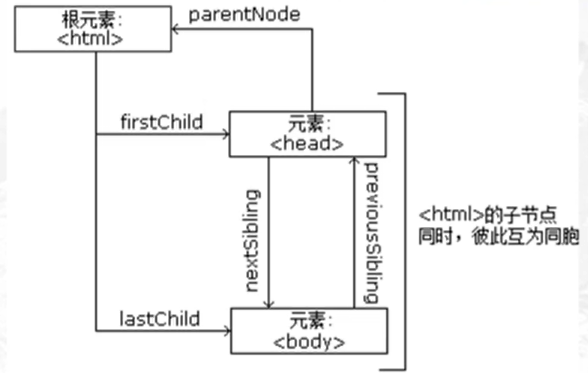 根元素:
<html>
parentNode
firstChild
元素:
<head>
nextSibling
previousSibling
<html>的子节点
同时，彼此互为同胞
lastChild
元素:
<body>